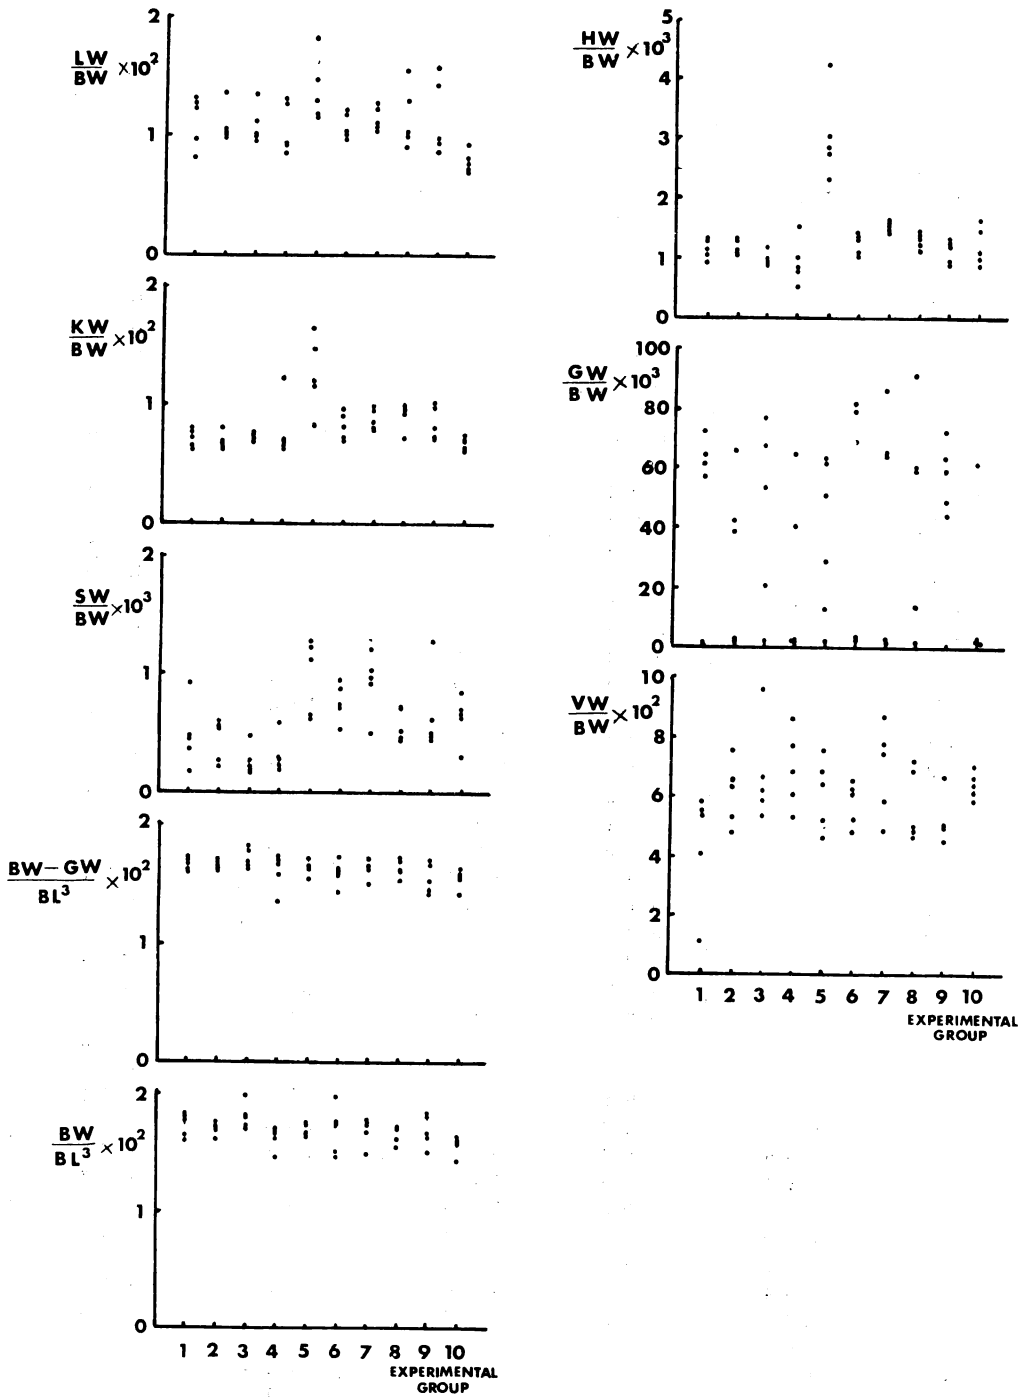 2
LW
BW ×10²
1
0
2
KW
BW ×10²
1
0
2
SW
BW ×10³
1
0
2
BW−GW
BL³ ×10²
1
0
2
BW
BL³ ×10²
1
0
1 2 3 4 5 6 7 8 9 10
EXPERIMENTAL
GROUP
5
HW
BW ×10³
4
3
2
1
0
100
GW
BW ×10³
80
60
40
20
0
10
VW
BW ×10²
8
6
4
2
0
1 2 3 4 5 6 7 8 9 10
EXPERIMENTAL
GROUP